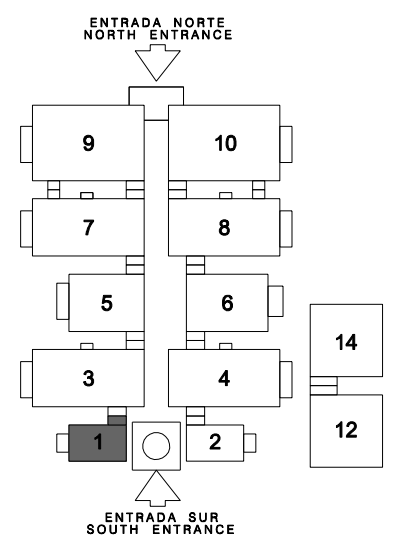 ENTRADA NORTE
NORTH ENTRANCE
9 10
7 8
5 6
14
3 4
12
1 2
ENTRADA SUR
SOUTH ENTRANCE